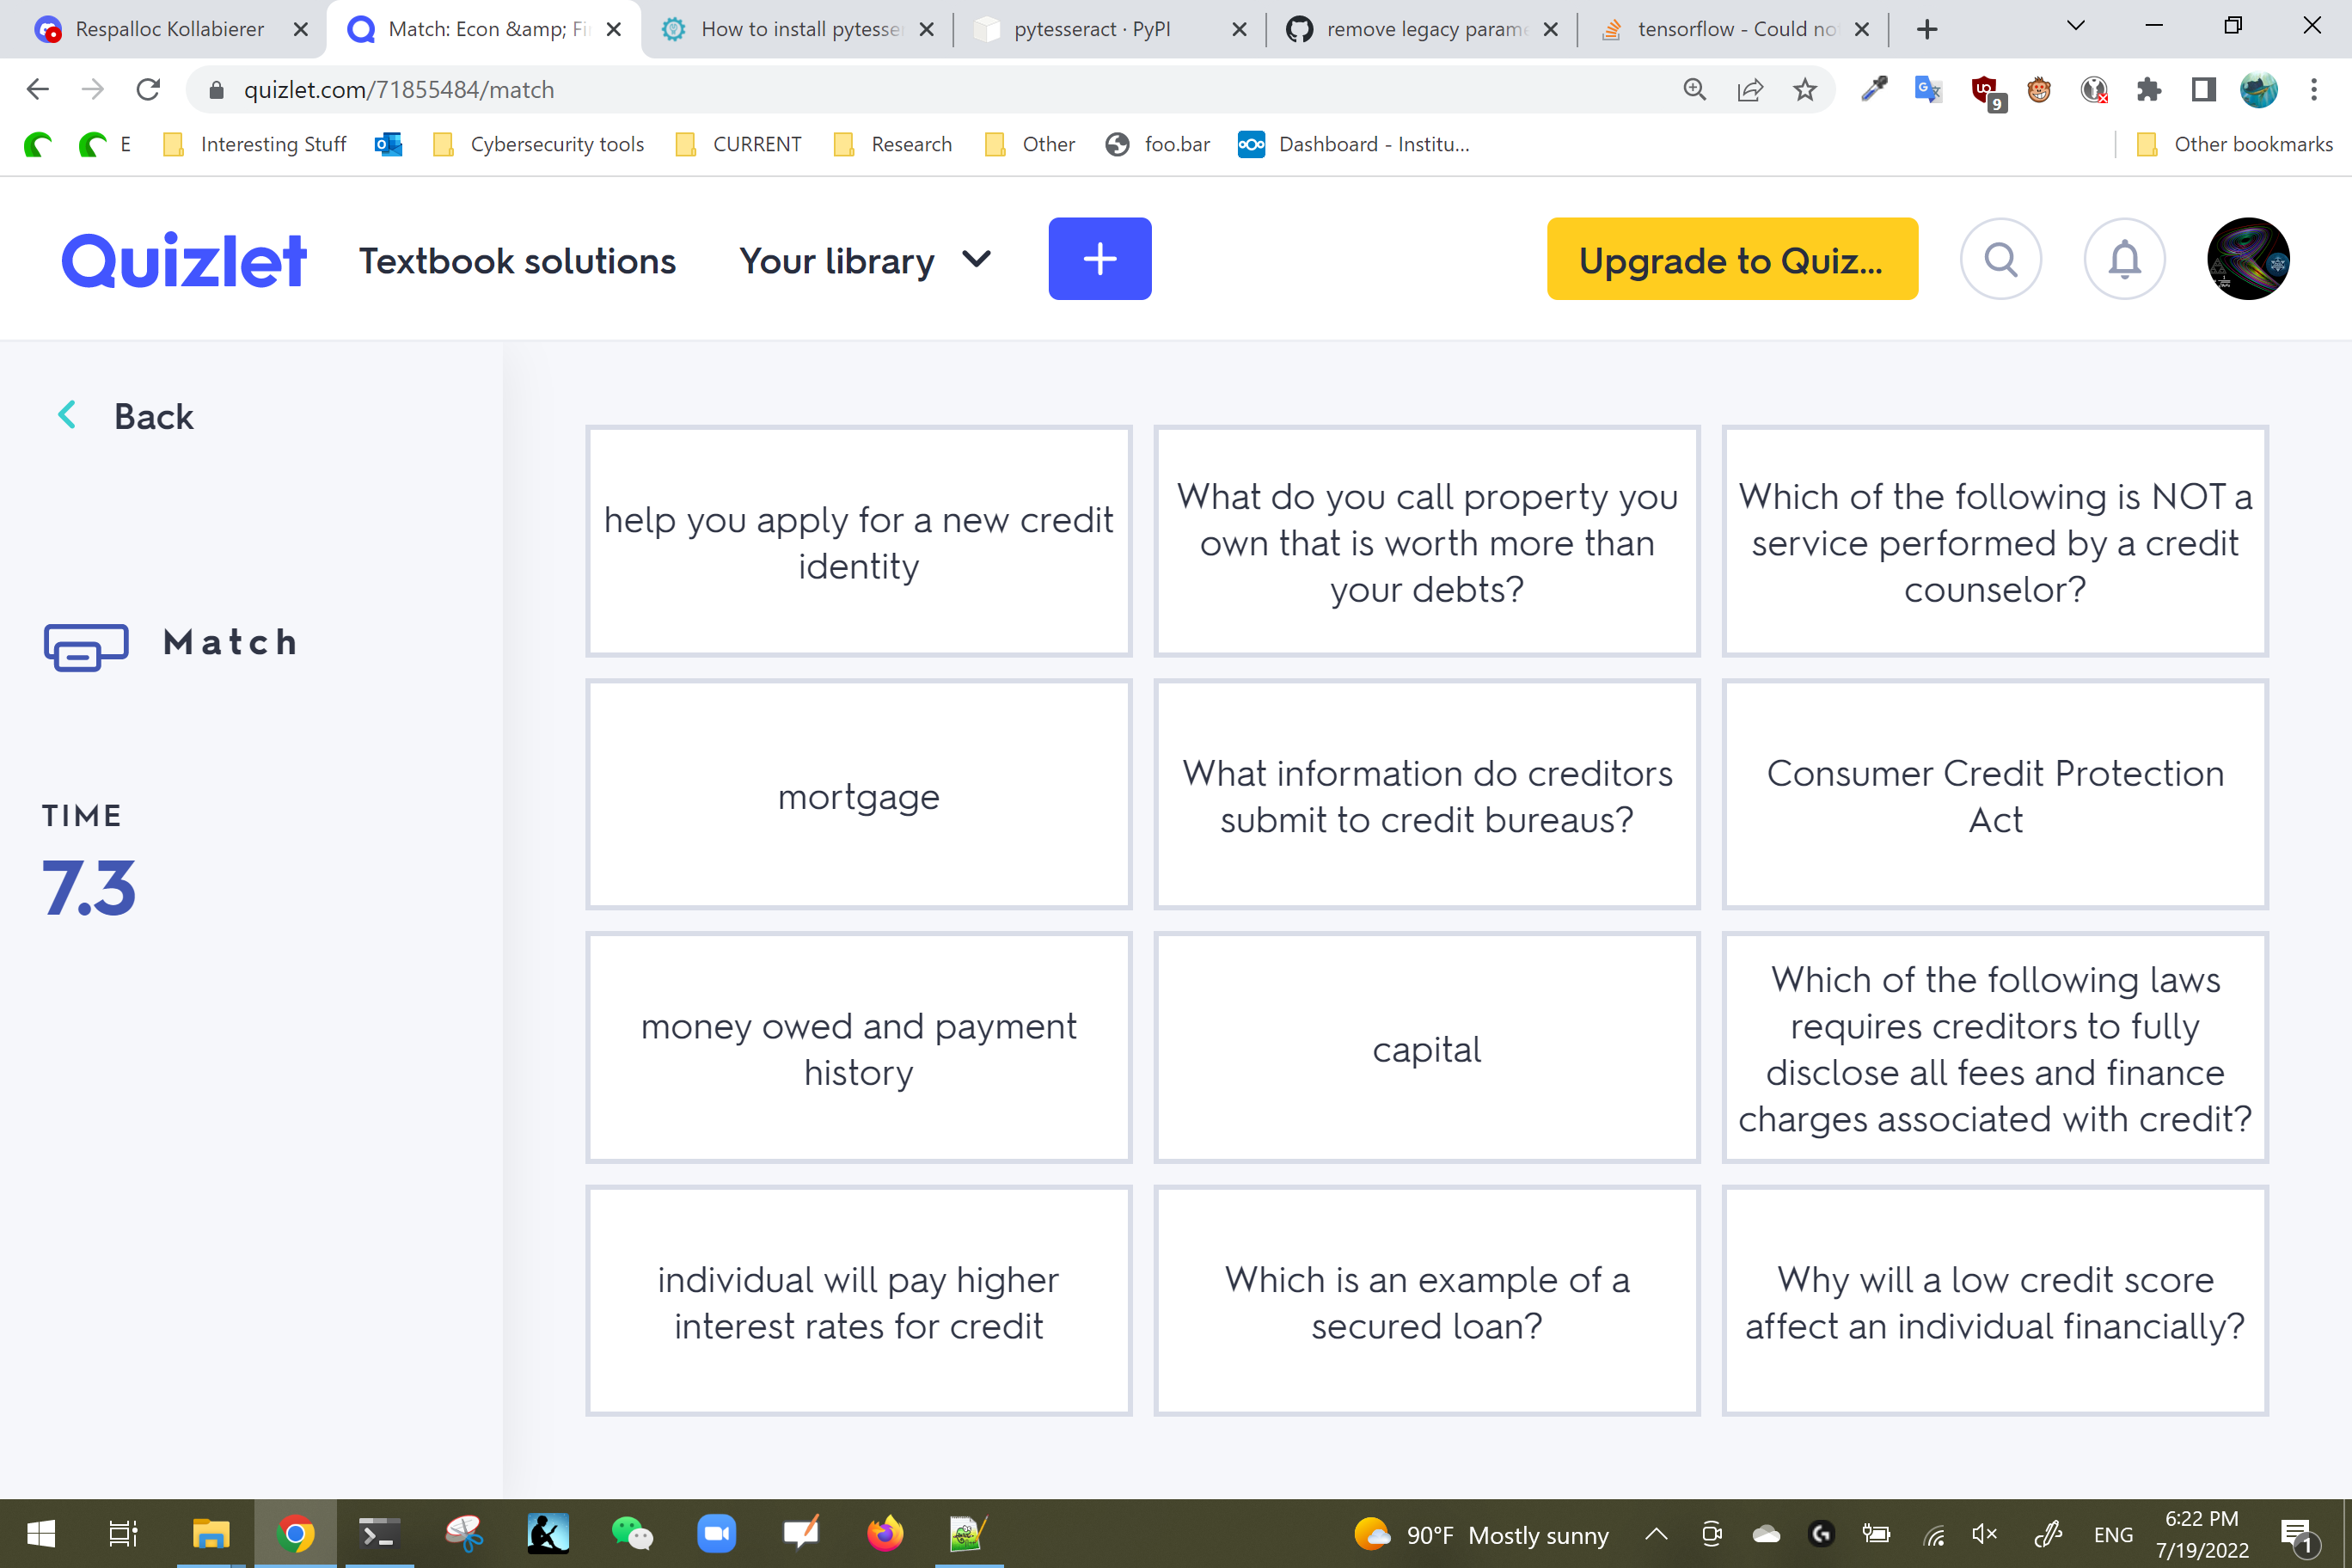 Respalloc Kollabierer
Match: Econ &amp; Fi
How to install pytesse
pytesseract · PyPI
remove legacy parame
tensorflow - Could no
quizlet.com/71855484/match
9
E
Interesting Stuff
Cybersecurity tools
CURRENT
Research
Other
foo.bar
Dashboard - Institu...
Other bookmarks
Quizlet
Textbook solutions
Your library
+
Upgrade to Quiz...
Back
Match
TIME
7.3
help you apply for a new credit
identity
What do you call property you
own that is worth more than
your debts?
Which of the following is NOT a
service performed by a credit
counselor?
mortgage
What information do creditors
submit to credit bureaus?
Consumer Credit Protection
Act
money owed and payment
history
capital
Which of the following laws
requires creditors to fully
disclose all fees and finance
charges associated with credit?
individual will pay higher
interest rates for credit
Which is an example of a
secured loan?
Why will a low credit score
affect an individual financially?
90°F Mostly sunny
ENG
6:22 PM
7/19/2022
1